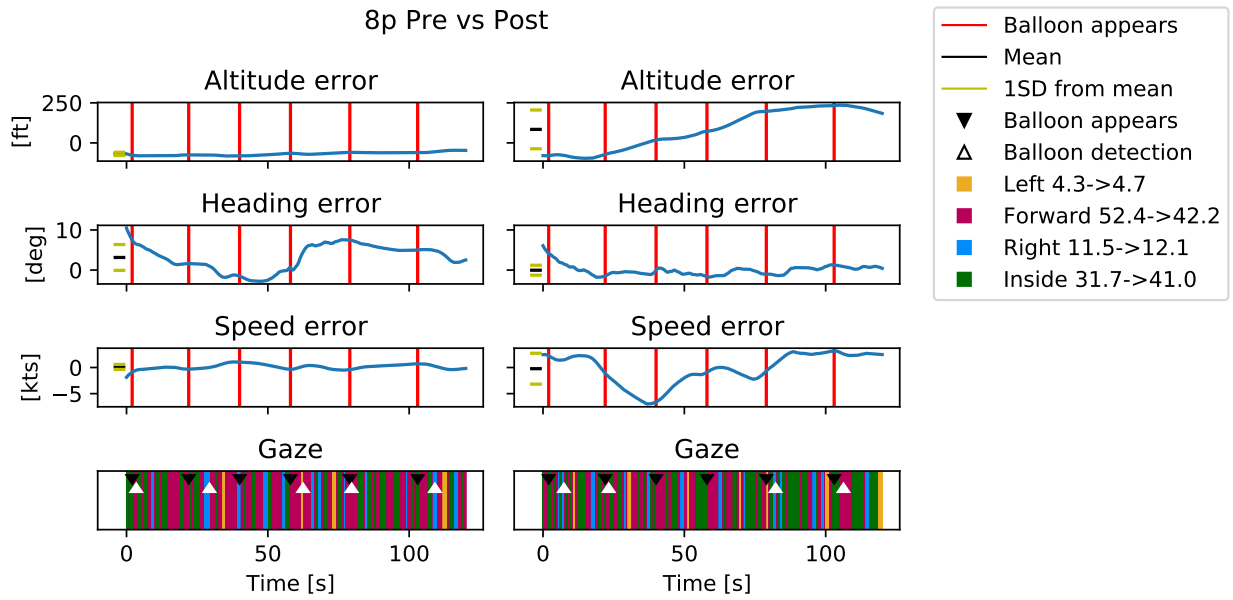 8p Pre vs Post
Altitude error
Altitude error
250
0
[ft]
Heading error
Heading error
10
0
[deg]
Speed error
Speed error
0
−5
[kts]
Gaze
Gaze
0 50 100
0 50 100
Time [s]
Time [s]
Balloon appears
Mean
1SD from mean
Balloon appears
Balloon detection
Left 4.3->4.7
Forward 52.4->42.2
Right 11.5->12.1
Inside 31.7->41.0